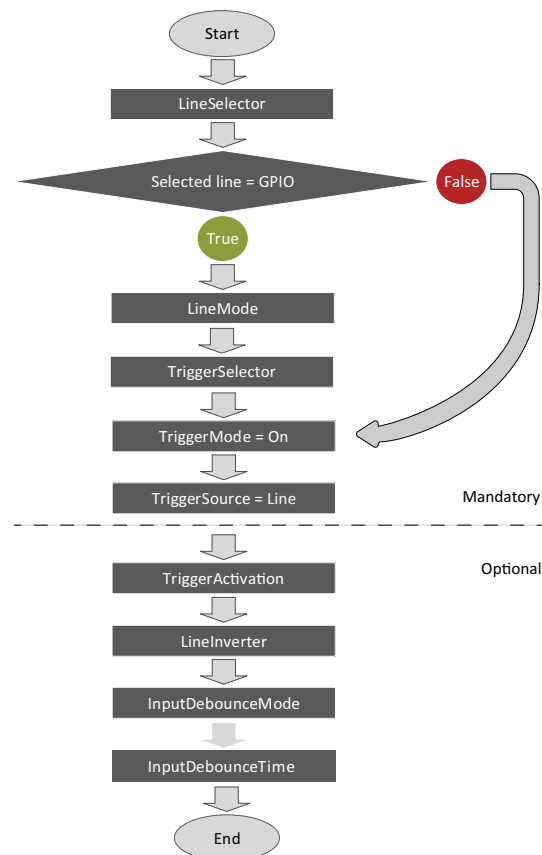 Start
LineSelector
Selected line = GPIO
False
True
LineMode
TriggerSelector
TriggerMode = On
TriggerSource = Line
Mandatory
Optional
TriggerActivation
LineInverter
InputDebounceMode
InputDebounceTime
End